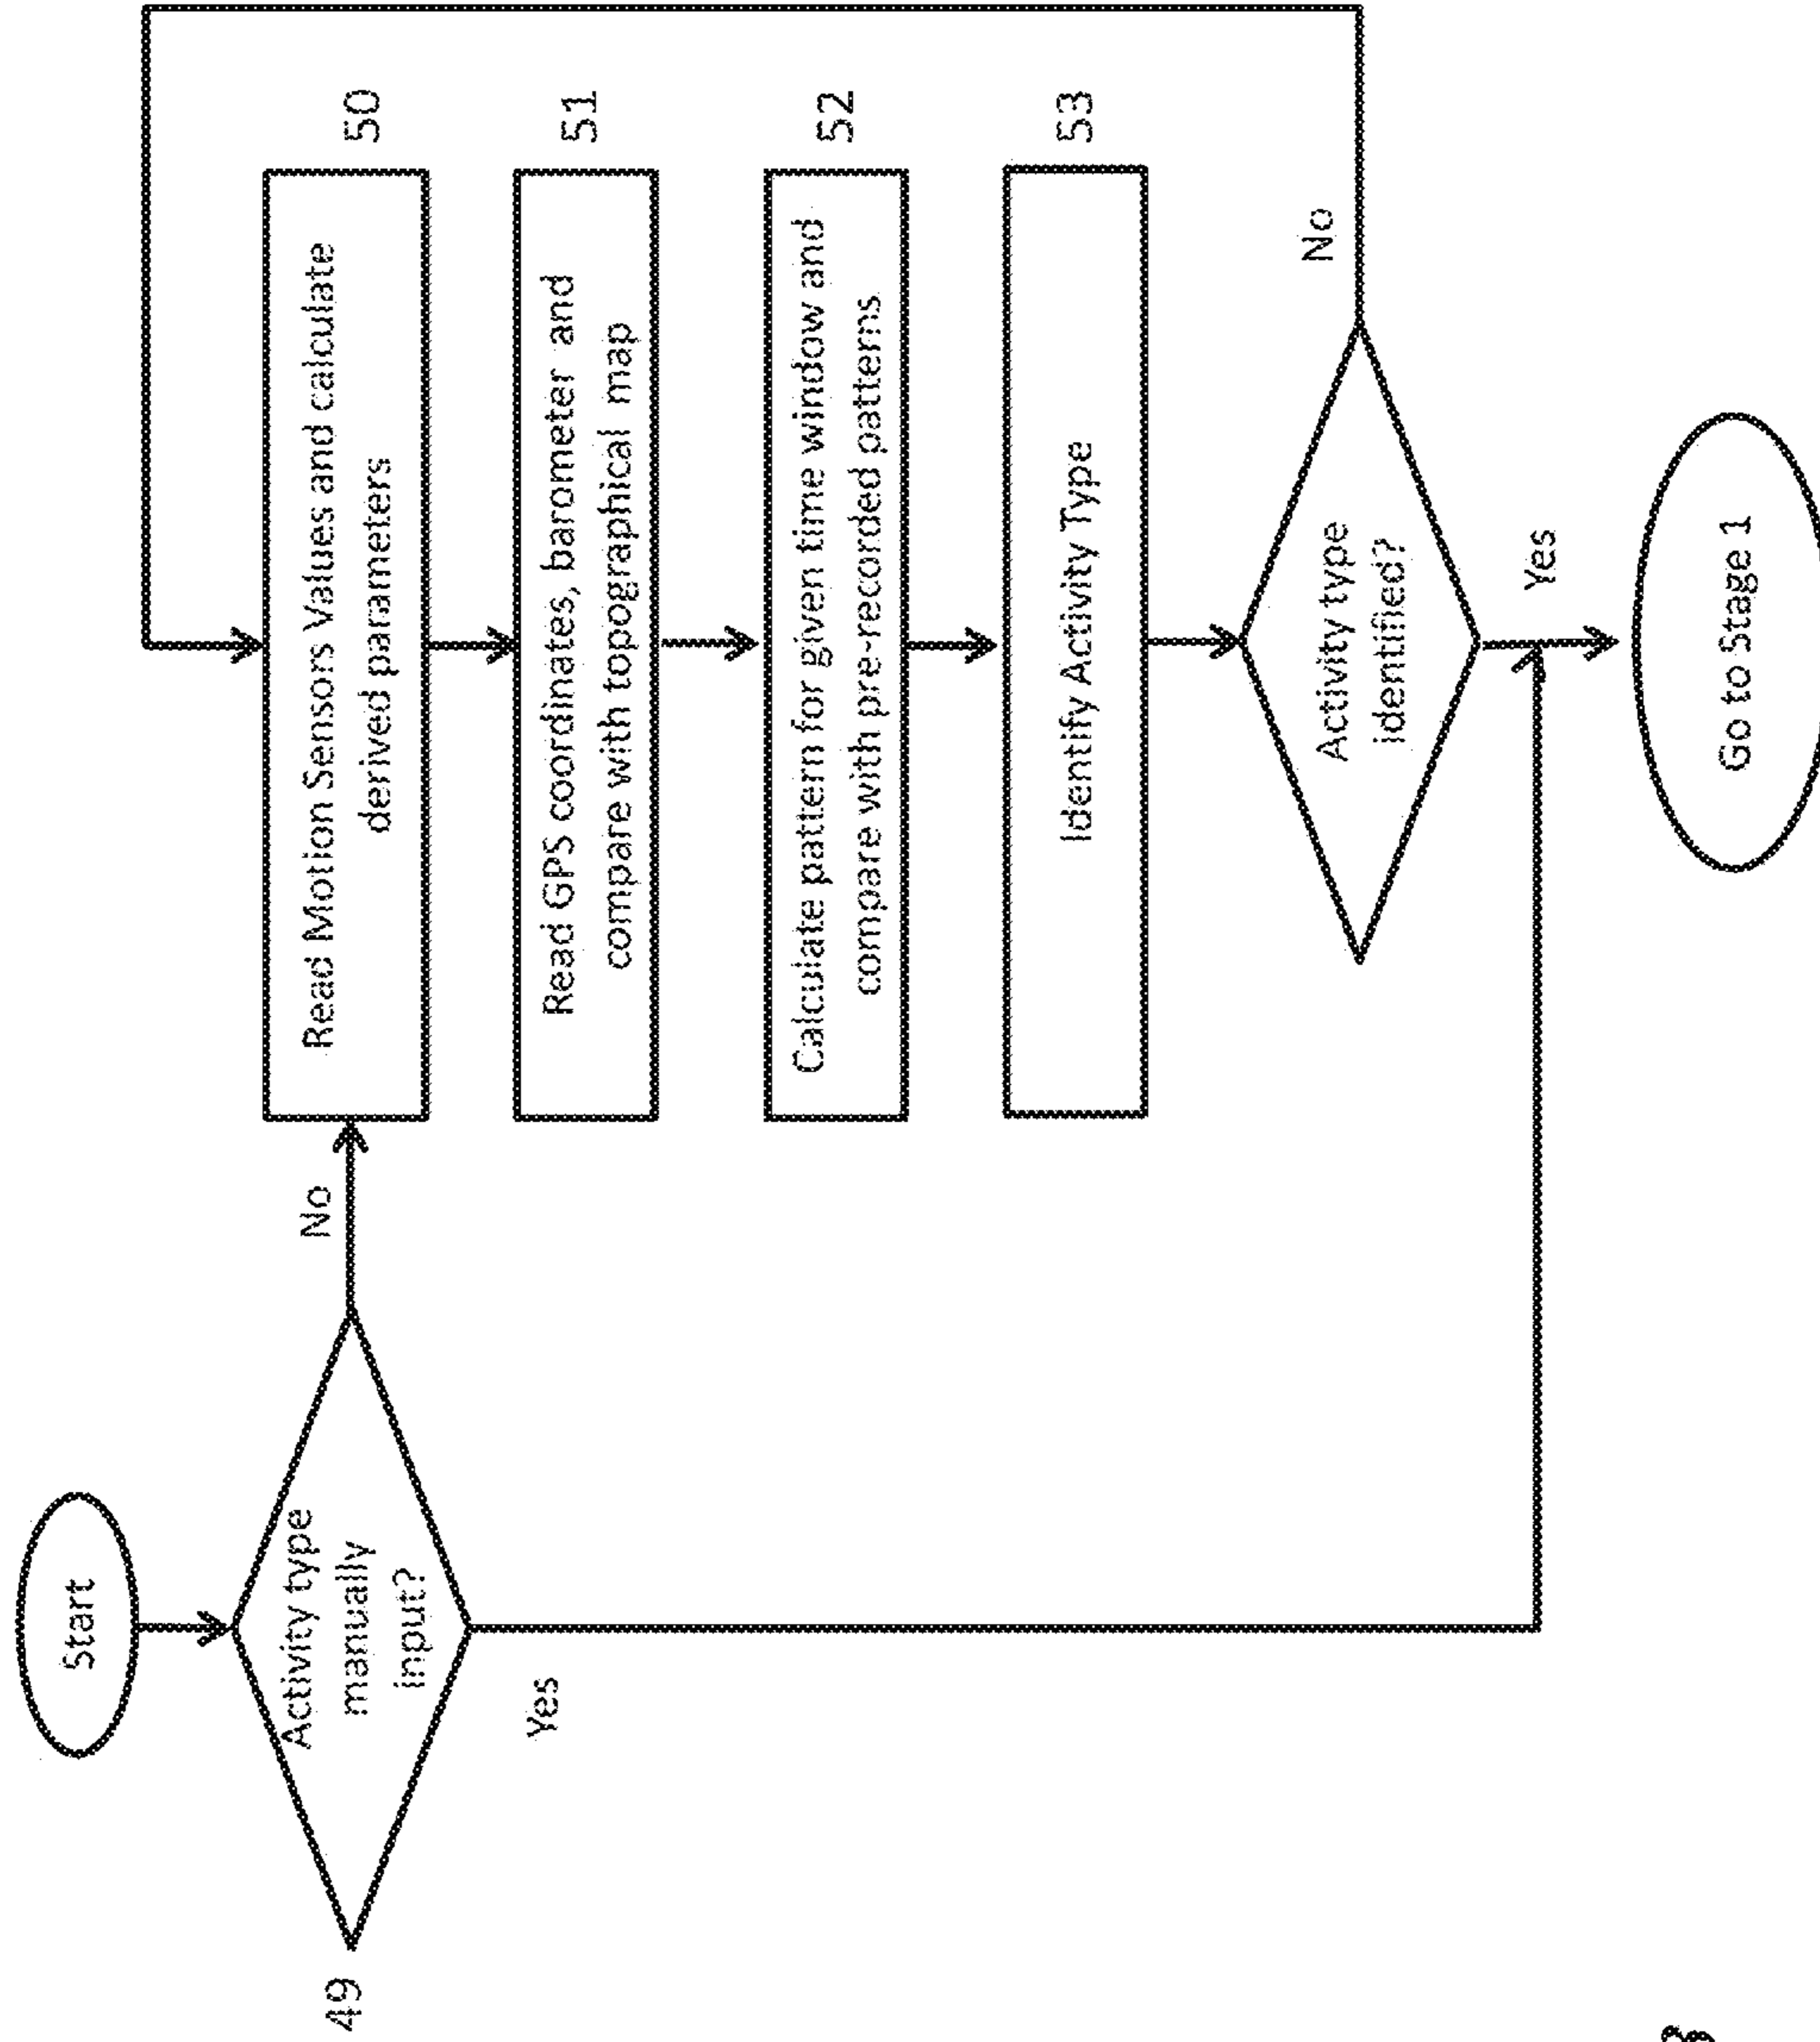 Start
49
Activity type
manually
input?
No
Yes
Read Motion Sensors Values and calculate
derived parameters
50
Read GPS coordinates, barometer and
compare with topographical map
51
Calculate pattern for given time window and
compare with pre-recorded patterns
52
Identify Activity Type
53
Activity type
identified?
No
Yes
Go to Stage 1